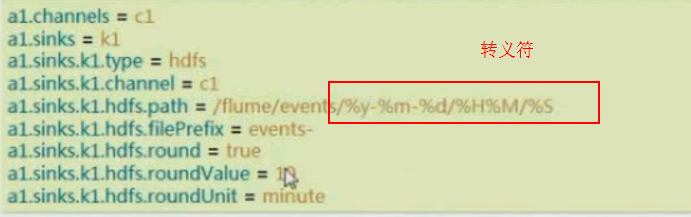 a1.channels = c1
a1.sinks = k1
a1.sinks.k1.type = hdfs
转义符
a1.sinks.k1.channel = c1
a1.sinks.k1.hdfs.path = /flume/events/%y-%m-%d/%H%M/%S
a1.sinks.k1.hdfs.filePrefix = events-
a1.sinks.k1.hdfs.round = true
a1.sinks.k1.hdfs.roundValue =
a1.sinks.k1.hdfs.roundUnit = minute